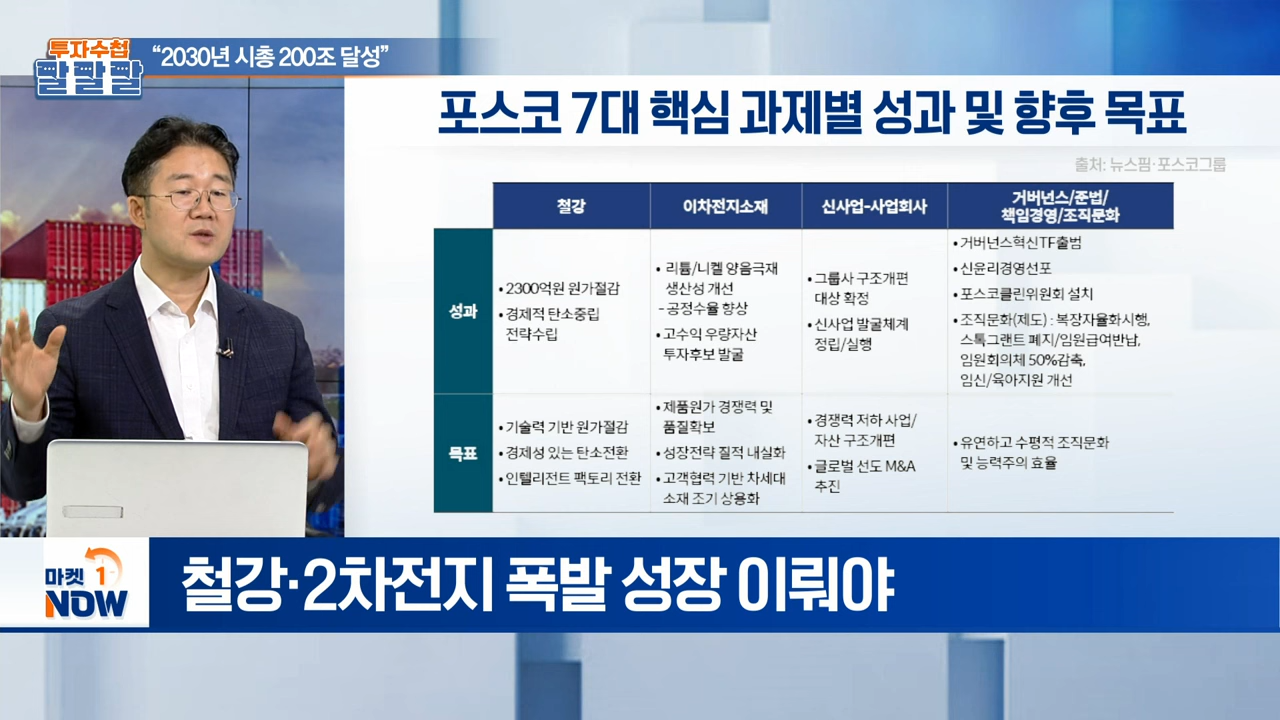 투자수첩
팔팔팔
“2030년 시총 200조 달성”
포스코 7대 핵심 과제별 성과 및 향후 목표
출처: 뉴스핌·포스코그룹
철강
이차전지소재
신사업-사업회사
거버넌스/준법/
책임경영/조직문화
성과
• 2300억원 원가절감
• 경제적 탄소중립
전략수립
• 리튬/니켈 양음극재
생산성 개선
- 공정수율 향상
• 고수익 우량자산
투자후보 발굴
• 그룹사 구조개편
대상 확정
• 신사업 발굴체계
정립/실행
• 거버넌스혁신TF출범
• 신윤리경영선포
• 포스코클린위원회 설치
• 조직문화(제도) : 복장자율화시행,
스톡그랜트 폐지/임원급여반납,
임원회의체 50%감축,
임신/육아지원 개선
목표
• 기술력 기반 원가절감
• 경제성 있는 탄소전환
• 인텔리전트 팩토리 전환
• 제품원가 경쟁력 및
품질확보
• 성장전략 질적 내실화
• 고객협력 기반 차세대
소재 조기 상용화
• 경쟁력 저하 사업/
자산 구조개편
• 글로벌 선도 M&A
추진
• 유연하고 수평적 조직문화
및 능력주의 효율
마켓 1
NOW
철강·2차전지 폭발 성장 이뤄야